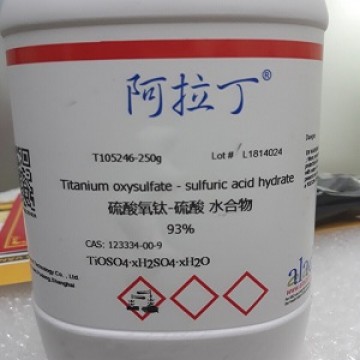 阿拉丁®
T105246-250g
Lot # L1814024
Titanium oxysulfate - sulfuric acid hydrate
硫酸氧钛-硫酸 水合物
93%
CAS: 123334-00-9
TiOSO4·xH2SO4·xH2O